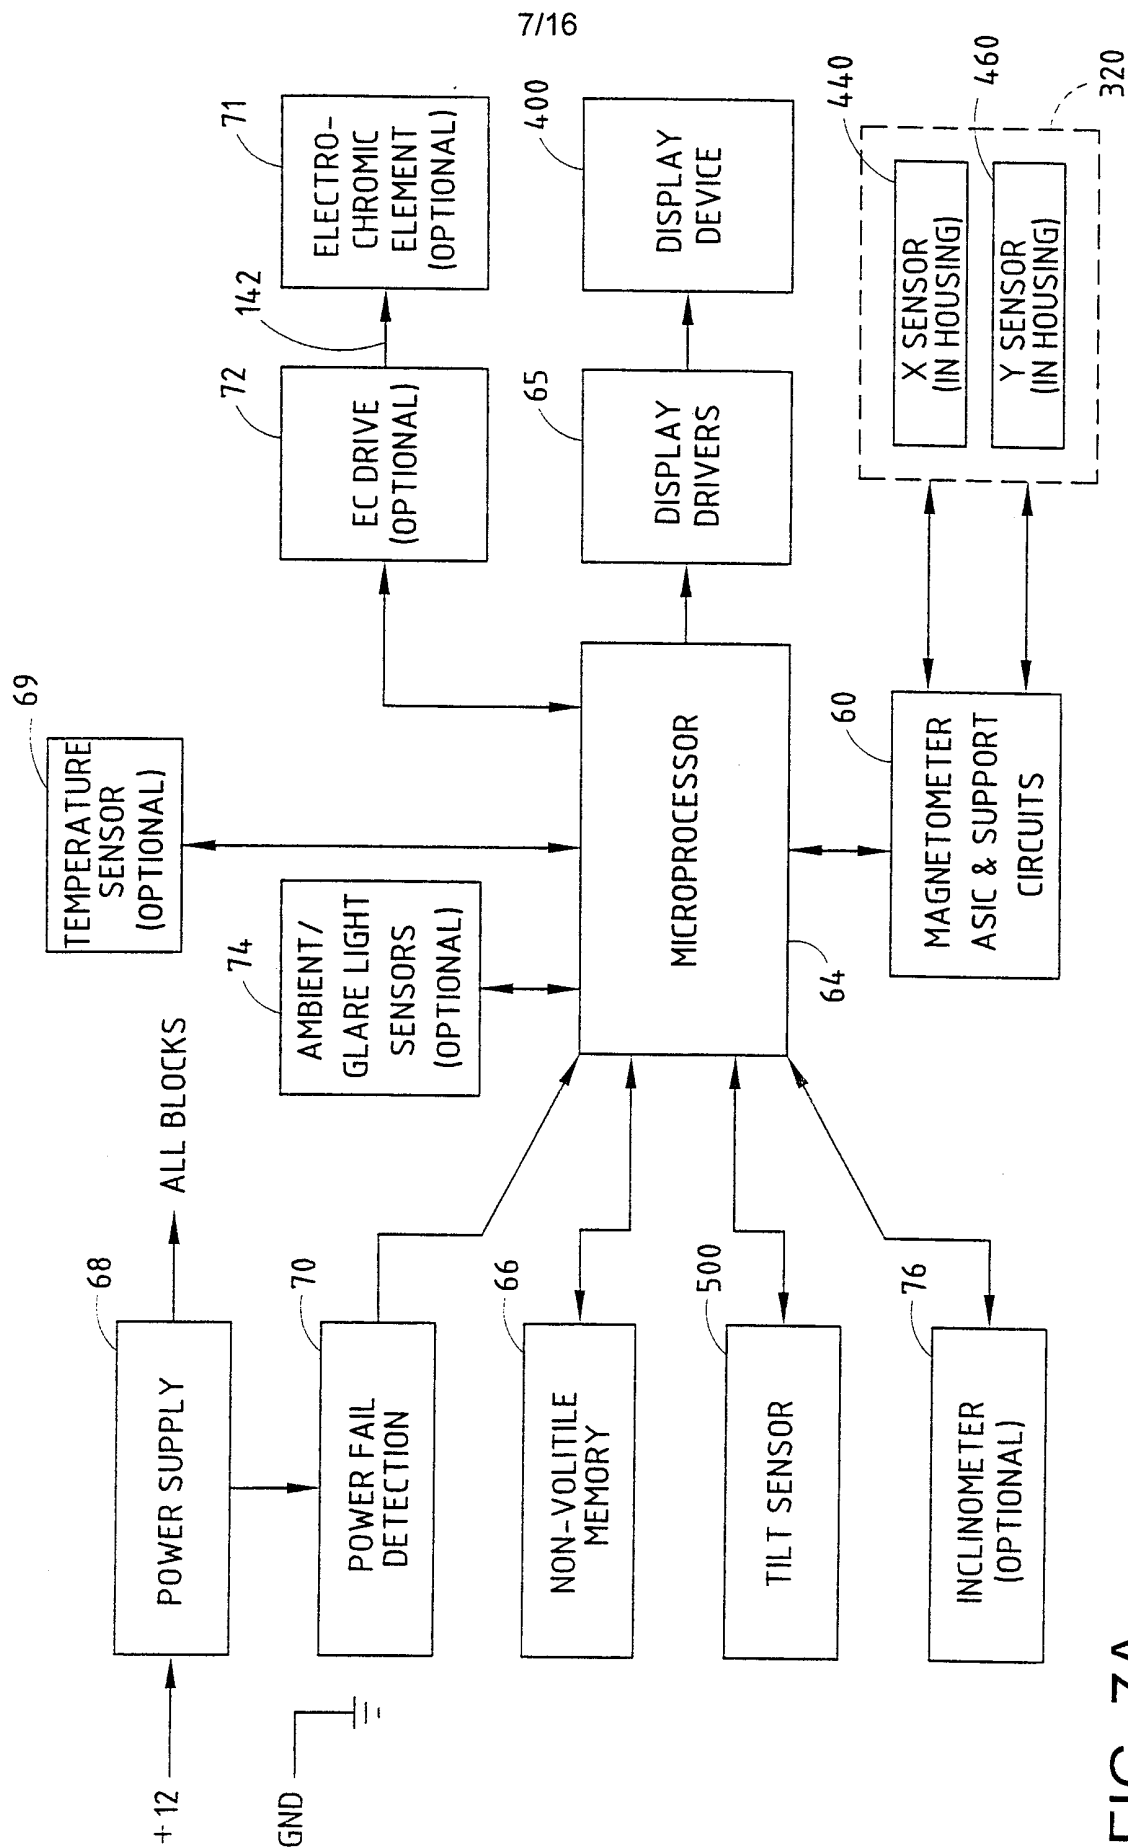 7/16
+12
POWER SUPPLY
68
ALL BLOCKS
GND
POWER FAIL
DETECTION
70
NON-VOLITILE
MEMORY
66
TILT SENSOR
500
INCLINOMETER
(OPTIONAL)
76
TEMPERATURE
SENSOR
(OPTIONAL)
69
AMBIENT/
GLARE LIGHT
SENSORS
(OPTIONAL)
74
MICROPROCESSOR
64
EC DRIVE
(OPTIONAL)
72
142
ELECTRO-
CHROMIC
ELEMENT
(OPTIONAL)
71
DISPLAY
DRIVERS
65
DISPLAY
DEVICE
400
MAGNETOMETER
ASIC & SUPPORT
CIRCUITS
60
X SENSOR
(IN HOUSING)
440
Y SENSOR
(IN HOUSING)
460
320
FIG. 7A